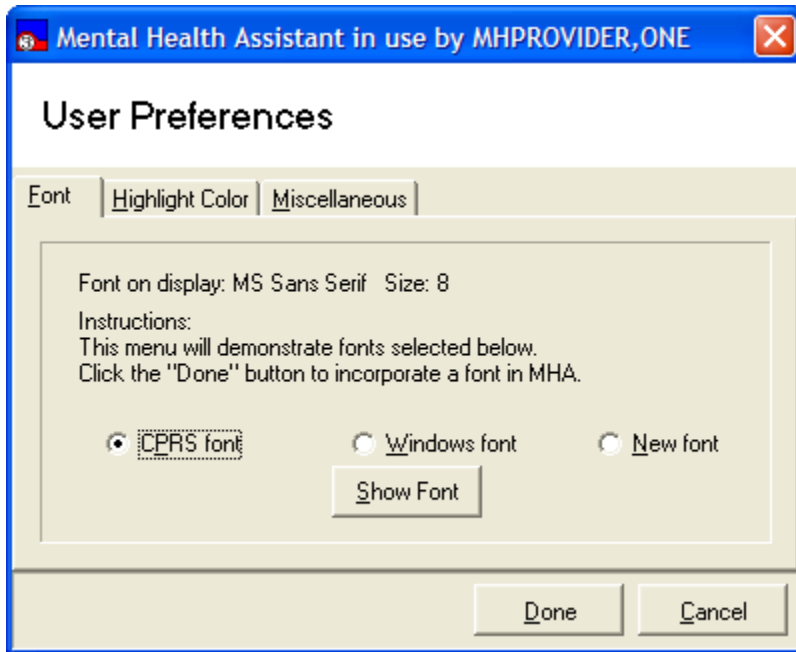 Mental Health Assistant in use by MHPROVIDER,ONE
User Preferences
Font Highlight Color Miscellaneous
Font on display: MS Sans Serif Size: 8
Instructions:
This menu will demonstrate fonts selected below.
Click the "Done" button to incorporate a font in MHA.
CPRS font Windows font New font
Show Font
Done Cancel